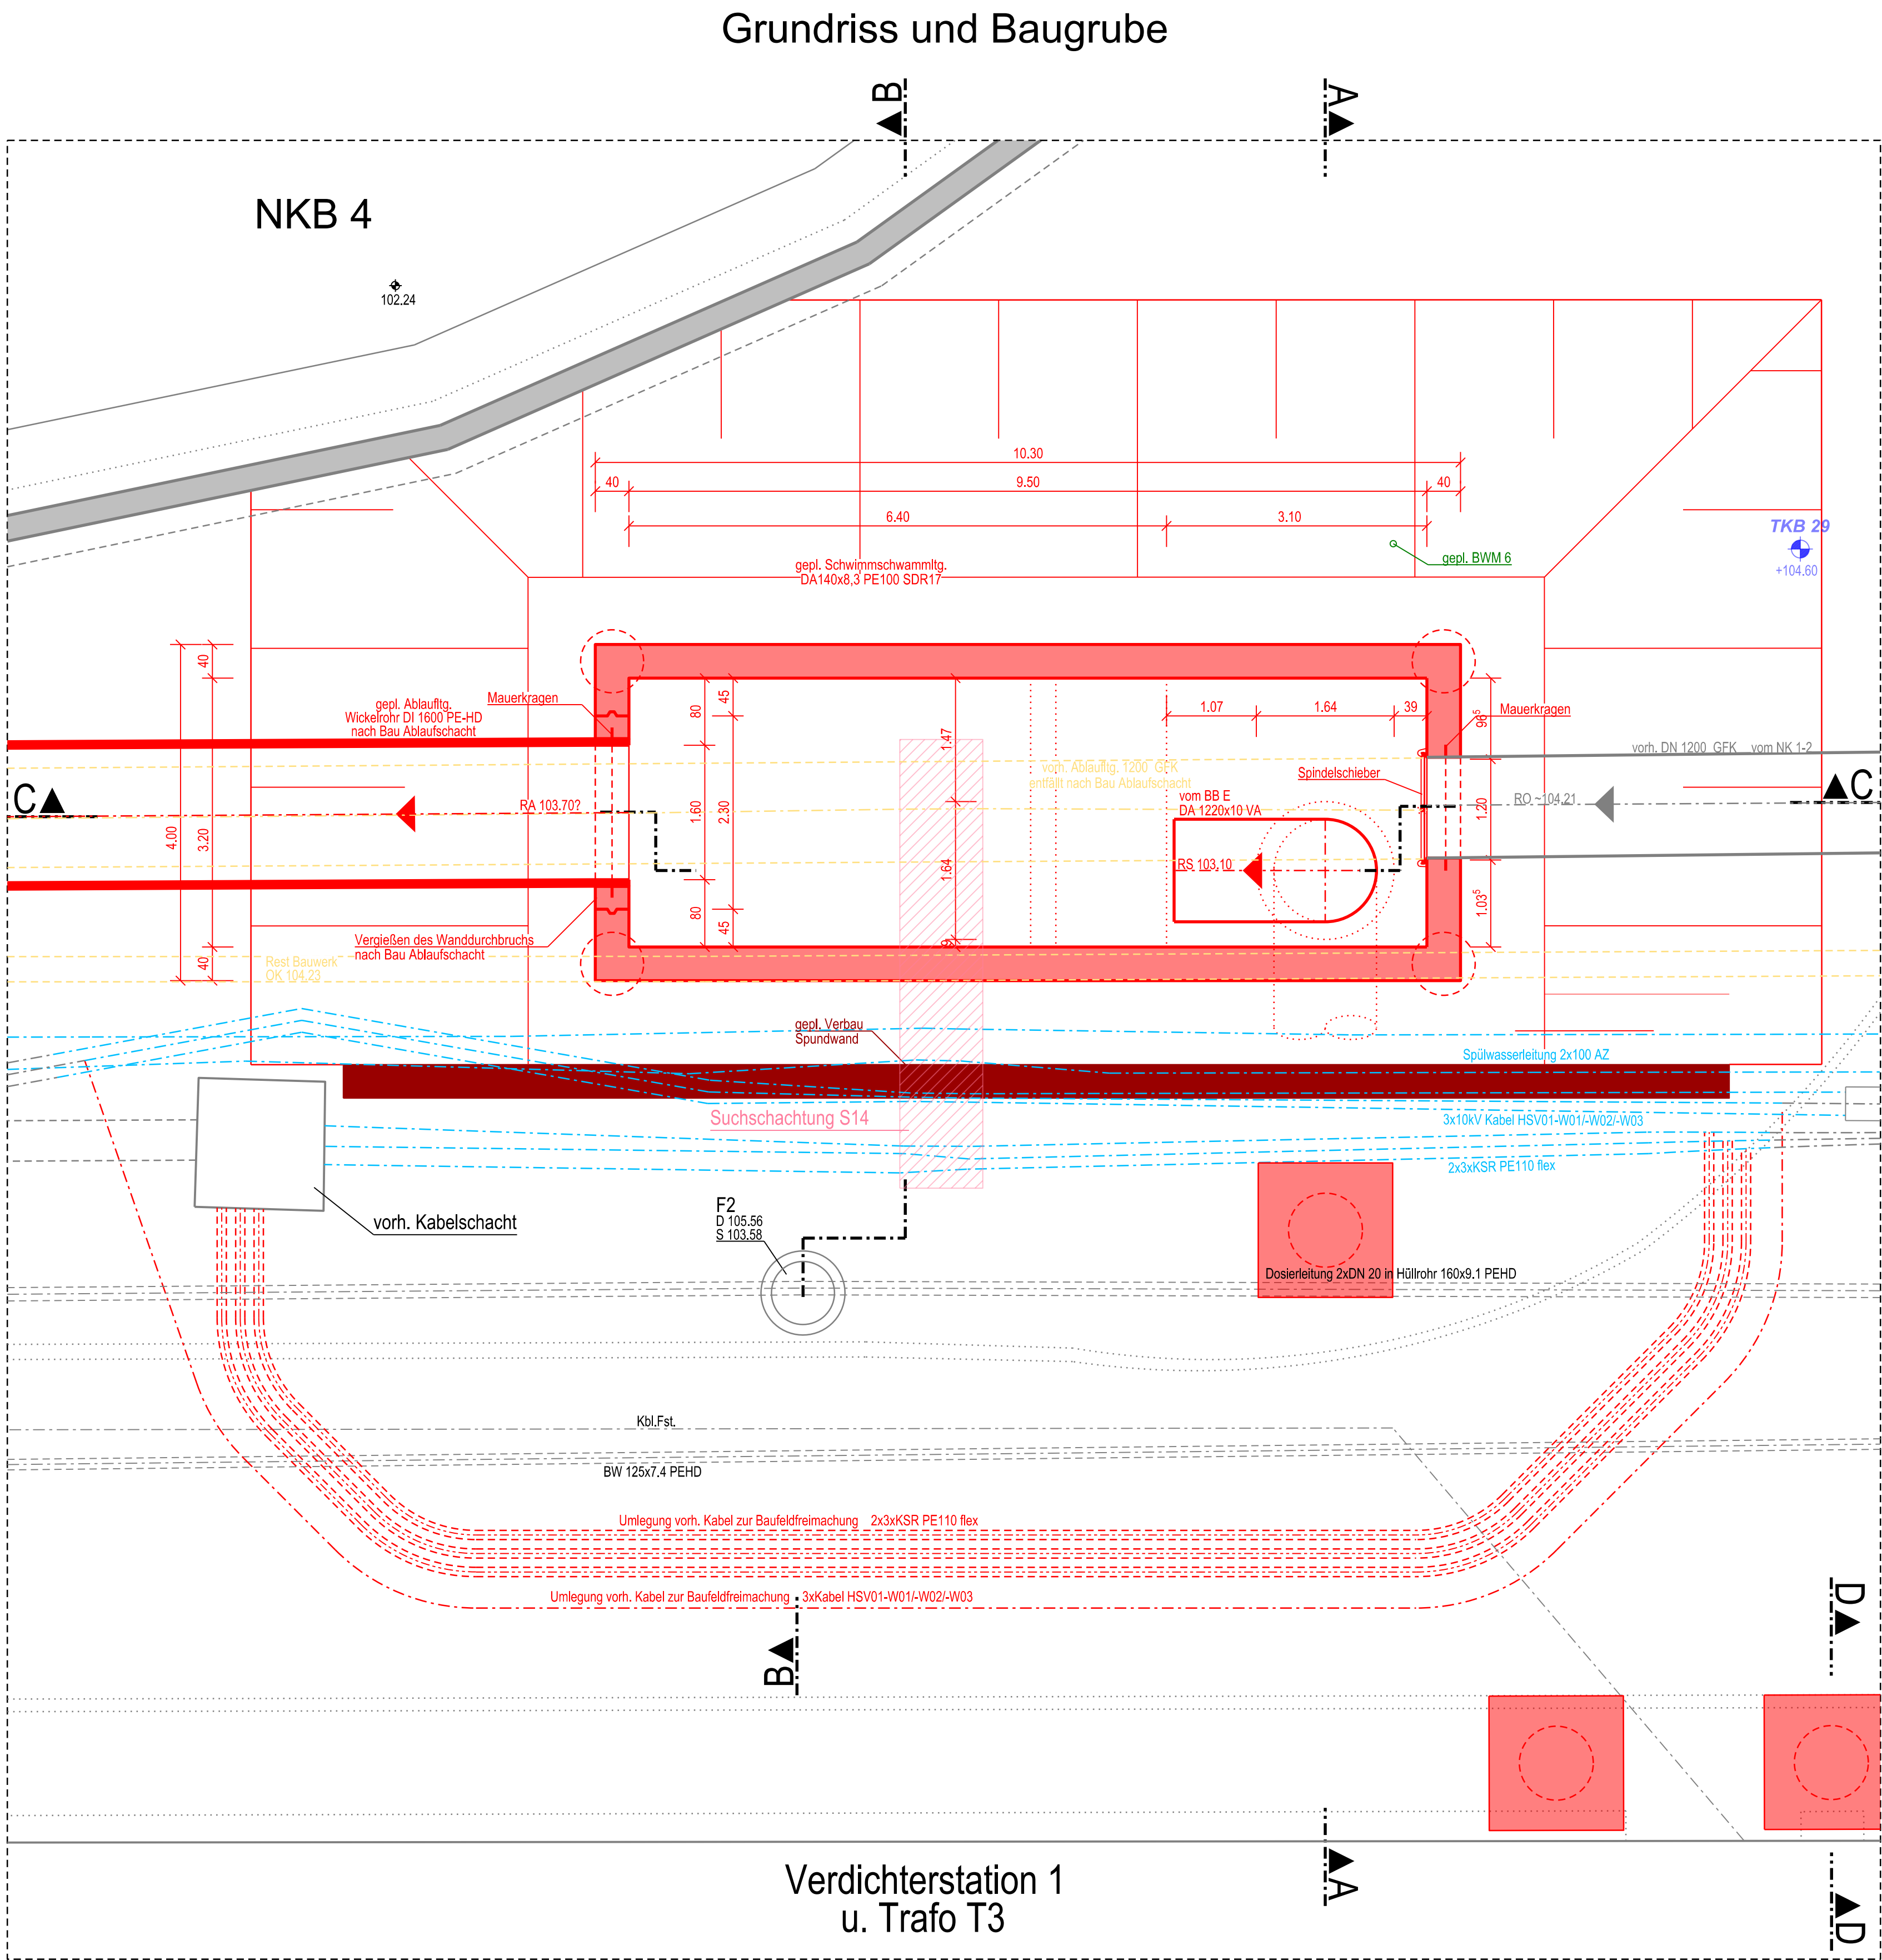 Grundriss und Baugrube
B
A
NKB 4
102.24
10.30
40
9.50
40
6.40
3.10
TKB 29
+104.60
gepl. BWM 6
gepl. Schwimmschwammltg.
DA140x8,3 PE100 SDR17
40
4.00
3.20
40
gepl. Ablaufltg.
Wickelrohr DI 1600 PE-HD
nach Bau Ablaufschacht
Mauerkragen
80
45
1.60
2.30
80
45
1.47
1.64
9
1.07
1.64
39
96⁵
1.20
1.03⁵
Mauerkragen
vorh. DN 1200 GFK vom NK 1-2
vorh. Ablaufltg. 1200 GFK
entfällt nach Bau Ablaufschacht
Spindelschieber
C
C
RA 103.70?
RO ~104.21
vom BB E
DA 1220x10 VA
RS 103.10
Vergießen des Wanddurchbruchs
nach Bau Ablaufschacht
Rest Bauwerk
OK 104.23
gepl. Verbau
Spundwand
Spülwasserleitung 2x100 AZ
Suchschachtung S14
3x10kV Kabel HSV01-W01/-W02/-W03
2x3xKSR PE110 flex
vorh. Kabelschacht
F2
D 105.56
S 103.58
Dosierleitung 2xDN 20 in Hüllrohr 160x9.1 PEHD
Kbl.Fst.
BW 125x7.4 PEHD
Umlegung vorh. Kabel zur Baufeldfreimachung 2x3xKSR PE110 flex
Umlegung vorh. Kabel zur Baufeldfreimachung - 3xKabel HSV01-W01/-W02/-W03
B
D
A
D
Verdichterstation 1
u. Trafo T3